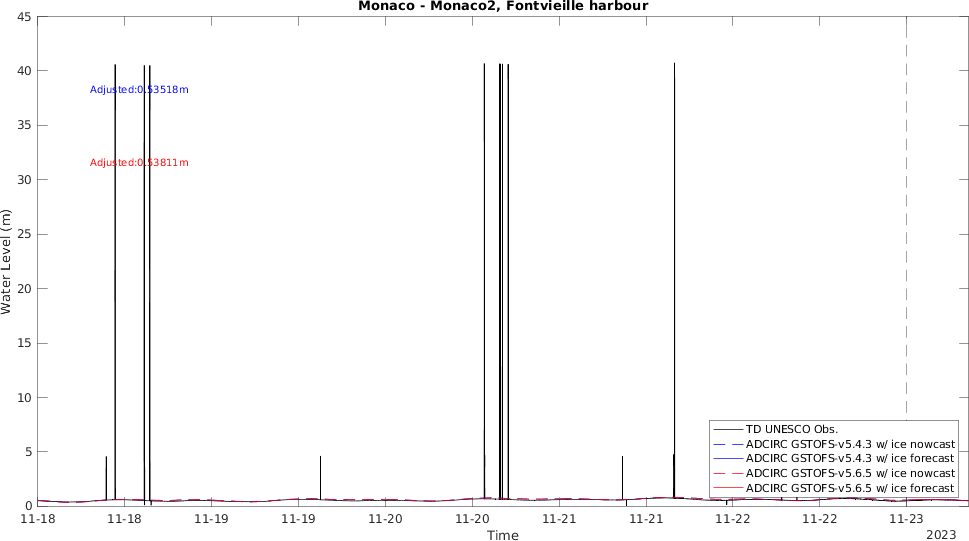 Monaco - Monaco2, Fontvieille harbour
45
40
35
30
25
20
15
10
5
0
Water Level (m)
Adjusted:0.53518m
Adjusted:0.53811m
TD UNESCO Obs.
ADCIRC GSTOFS-v5.4.3 w/ ice nowcast
ADCIRC GSTOFS-v5.4.3 w/ ice forecast
ADCIRC GSTOFS-v5.6.5 w/ ice nowcast
ADCIRC GSTOFS-v5.6.5 w/ ice forecast
11-18 11-18 11-19 11-19 11-20 11-20 11-21 11-21 11-22 11-22 11-23
Time
2023